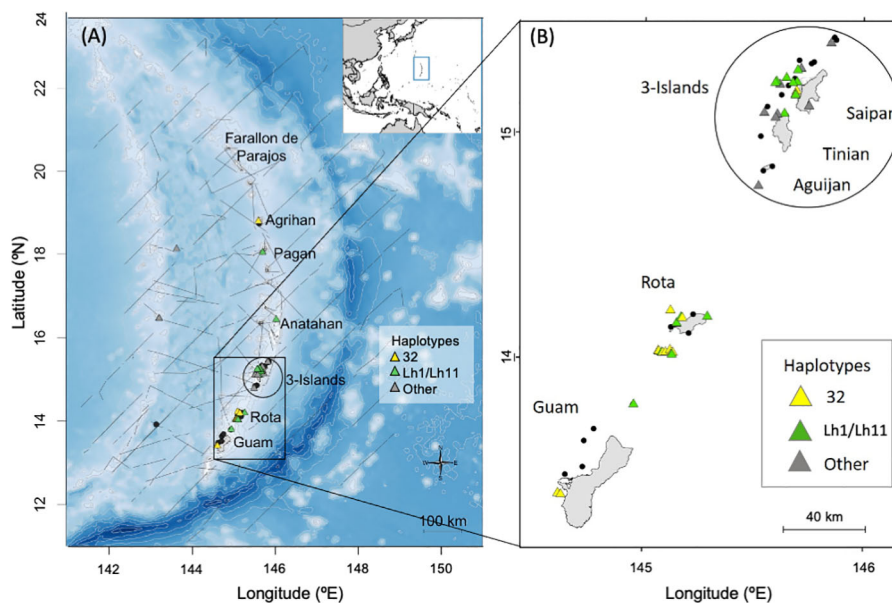 (A)
24
22
20
18
16
14
12
Latitude (ºN)
Farallon de
Parajos
Agrihan
Pagan
Anatahan
3-Islands
Rota
Guam
Haplotypes
32
Lh1/Lh11
Other
100 km
142
144
146
148
150
Longitude (ºE)
(B)
15
14
3-Islands
Saipan
Tinian
Aguijan
Rota
Guam
Haplotypes
32
Lh1/Lh11
Other
40 km
145
146
Longitude (ºE)